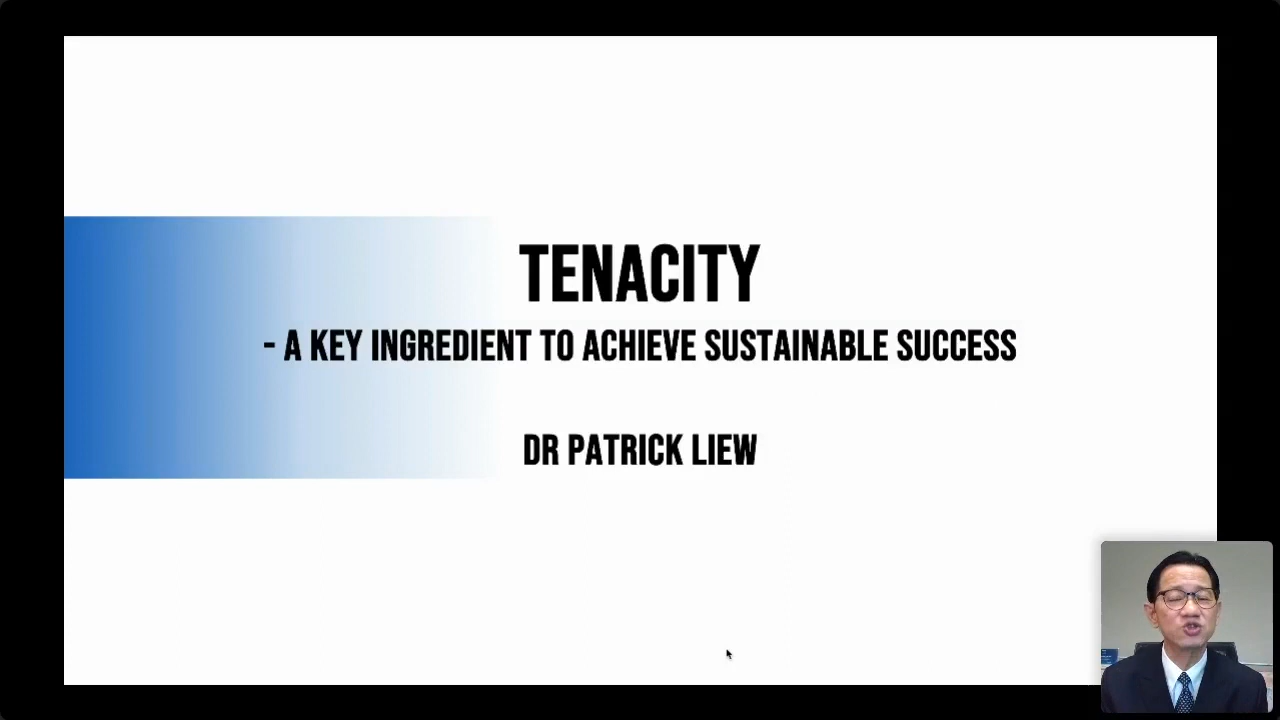 TENACITY
- A KEY INGREDIENT TO ACHIEVE SUSTAINABLE SUCCESS
DR PATRICK LIEW